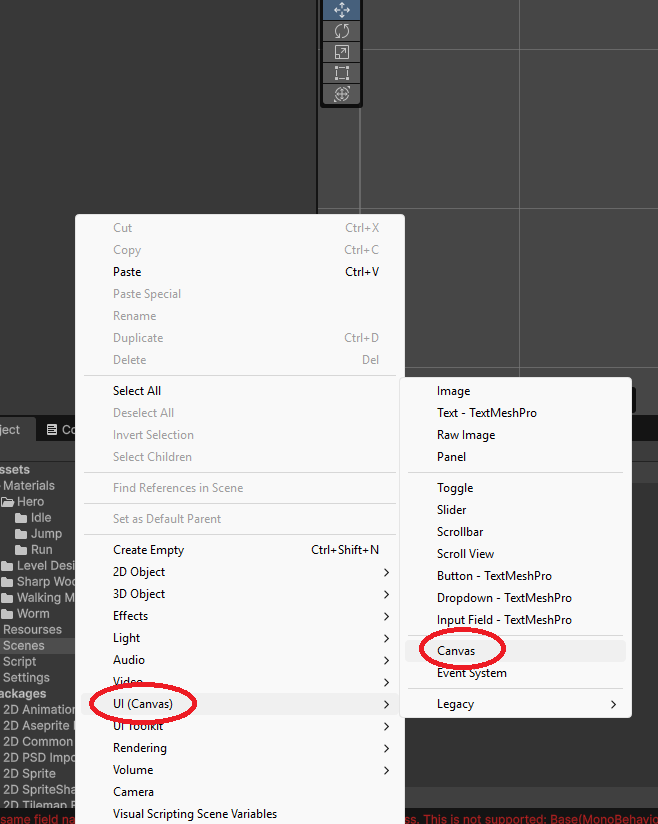 Cut Ctrl+X
Copy Ctrl+C
Paste Ctrl+V
Paste Special
Rename
Duplicate Ctrl+D
Delete Del
Select All
Deselect All
Invert Selection
Select Children
Find References in Scene
Set as Default Parent
Create Empty Ctrl+Shift+N
2D Object
3D Object
Effects
Light
Audio
Video
UI (Canvas)
UI Toolkit
Rendering
Volume
Camera
Visual Scripting Scene Variables
Image
Text - TextMeshPro
Raw Image
Panel
Toggle
Slider
Scrollbar
Scroll View
Button - TextMeshPro
Dropdown - TextMeshPro
Input Field - TextMeshPro
Canvas
Event System
Legacy
ject Co
ssets
Materials
Hero
Idle
Jump
Run
Level Desi
Sharp Woo
Walking M
Worm
Resourses
Scenes
Script
Settings
ackages
2D Animation
2D Aseprite
2D Common
2D PSD Impo
2D Sprite
2D SpriteSha
2D Tilemap E
same field na ss. This is not supported: Base(MonoBehavio